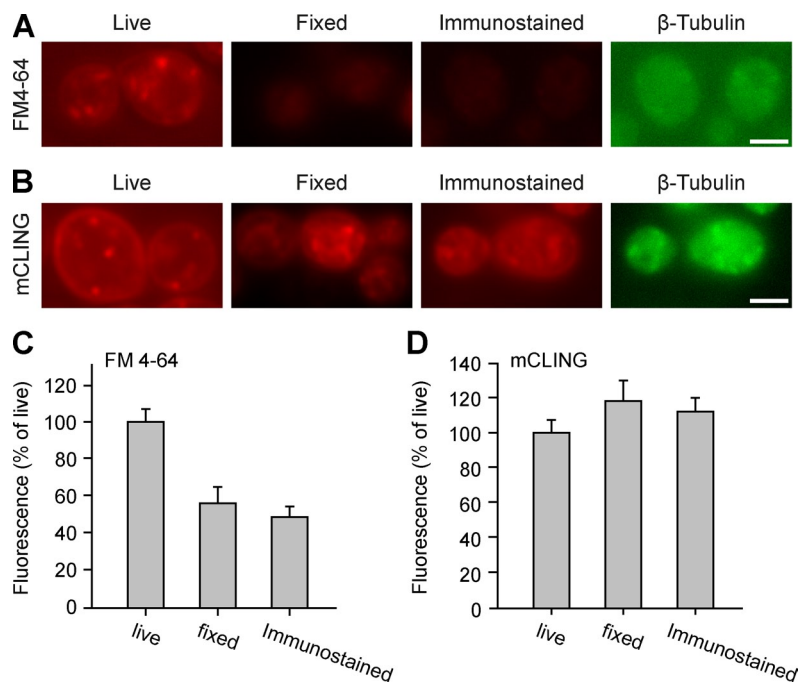 A
Live Fixed Immunostained β-Tubulin
FM4-64
B
Live Fixed Immunostained β-Tubulin
mCLING
C
FM 4-64
Fluorescence (% of live)
120
100
80
60
40
20
0
live fixed Immunostained
D
mCLING
Fluorescence (% of live)
140
120
100
80
60
40
20
0
live fixed Immunostained